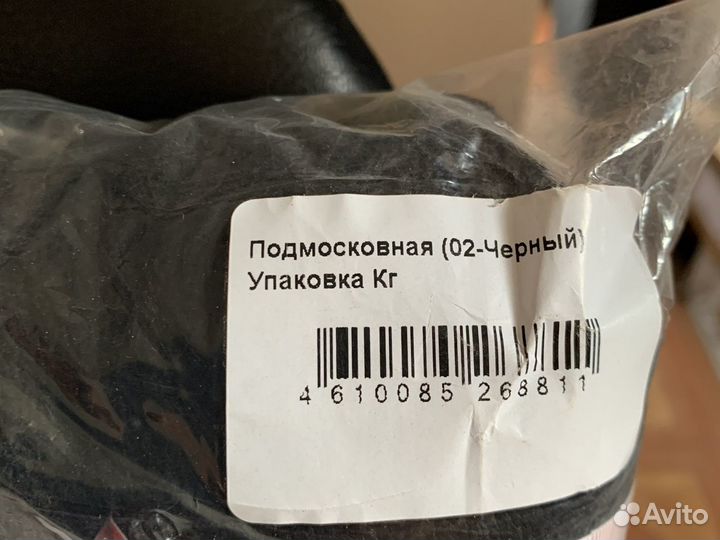 Подмосковная (02-Черный)
Упаковка Кг
4 610085 268811
Avito